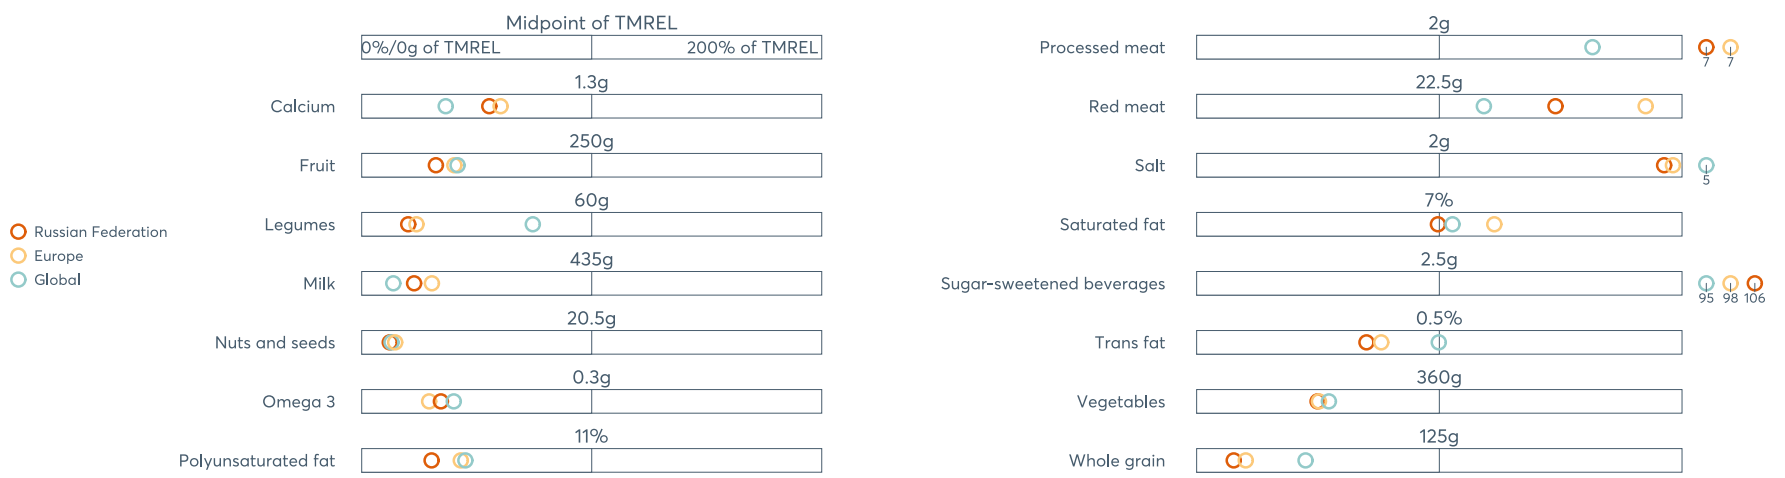 Midpoint of TMREL
0%/0g of TMREL 200% of TMREL
1.3g
Calcium
250g
Fruit
60g
Legumes
435g
Milk
20.5g
Nuts and seeds
0.3g
Omega 3
11%
Polyunsaturated fat
Russian Federation
Europe
Global
2g
Processed meat
7 7
22.5g
Red meat
2g
Salt
5
7%
Saturated fat
2.5g
Sugar-sweetened beverages
95 98 106
0.5%
Trans fat
360g
Vegetables
125g
Whole grain